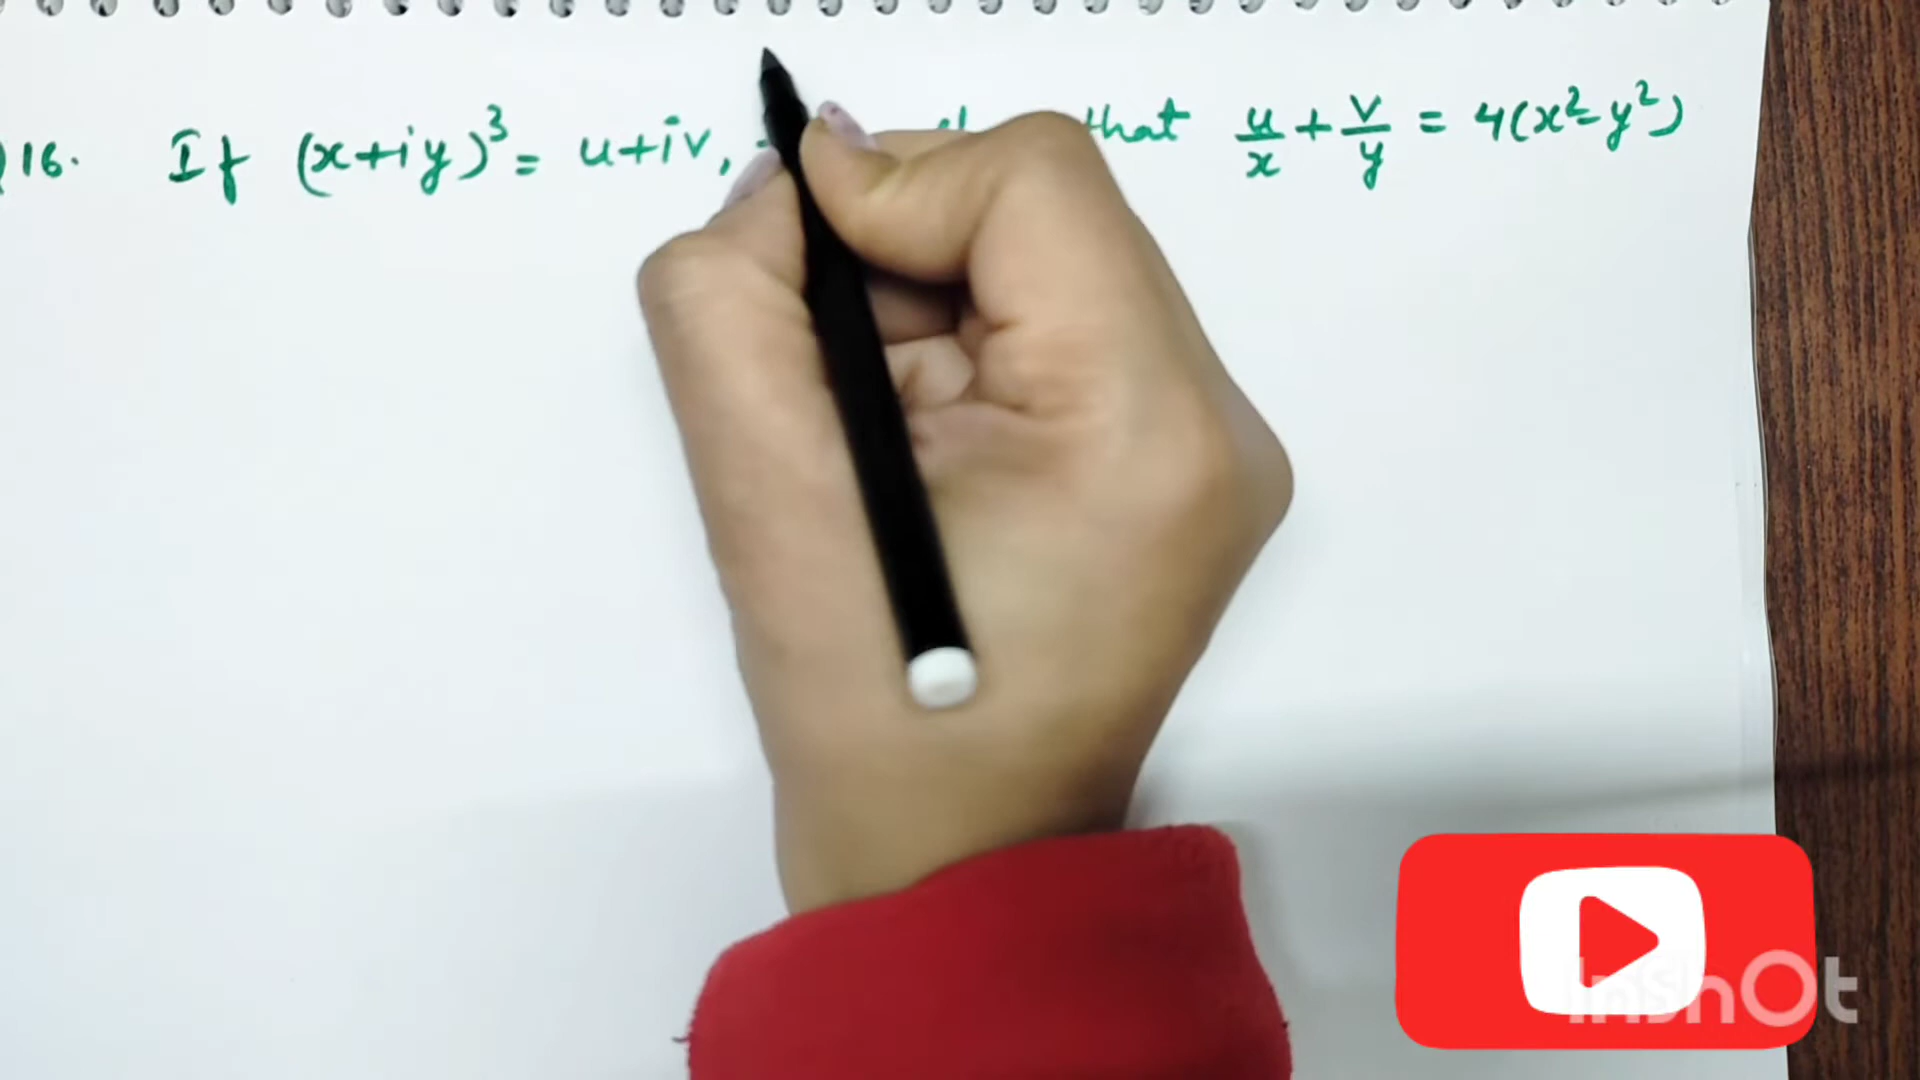 16. If (x+iy)³ = u+iv, that u/x + v/y = 4(x²-y²)
InShOt